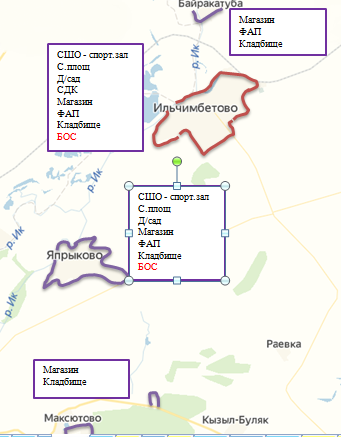 Байракатуба
Магазин
ФАП
Кладбище
р. Ик
СШО - спорт.зал
С.площ
Д/сад
СДК
Магазин
ФАП
Кладбище
БОС
Ильчимбетово
р. Ик
СШО - спорт.зал
С.площ
Д/сад
Магазин
ФАП
Кладбище
БОС
р. Ик
Япрыково
р. Ик
Раевка
Магазин
Кладбище
Максютово
Кызыл-Буляк